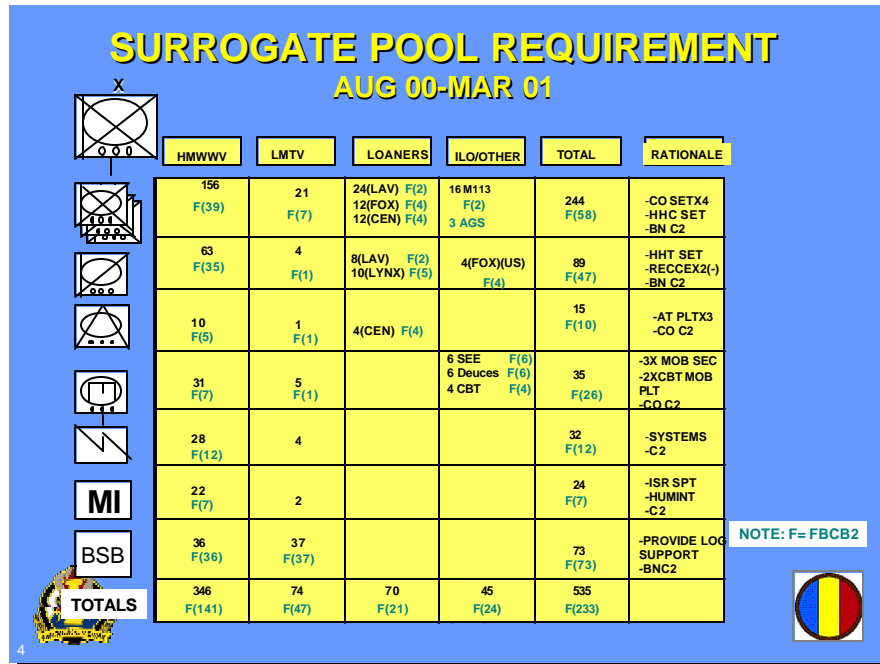 SURROGATE POOL REQUIREMENT
AUG 00-MAR 01
X
HMWWV LMTV LOANERS ILO/OTHER TOTAL RATIONALE
156
F(39)
21
F(7)
24(LAV) F(2)
12(FOX) F(4)
12(CEN) F(4)
16 M113
F(2)
3 AGS
244
F(58)
-CO SETX4
-HHC SET
-BN C2
63
F(35)
4
F(1)
8(LAV) F(2)
10(LYNX) F(5)
4(FOX)(US)
F(4)
89
F(47)
-HHT SET
-RECCEX2(-)
-BN C2
10
F(5)
1
F(1)
4(CEN) F(4)
15
F(10)
-AT PLTX3
-CO C2
31
F(7)
5
F(1)
6 SEE F(6)
6 Deuces F(6)
4 CBT F(4)
35
F(26)
-3X MOB SEC
-2XCBT MOB
PLT
-CO C2
28
F(12)
4
32
F(12)
-SYSTEMS
-C2
MI
22
F(7)
2
24
F(7)
-ISR SPT
-HUMINT
-C2
BSB
36
F(36)
37
F(37)
73
F(73)
-PROVIDE LOG
SUPPORT
-BNC2
NOTE: F= FBCB2
TOTALS
346
F(141)
74
F(47)
70
F(21)
45
F(24)
535
F(233)
4